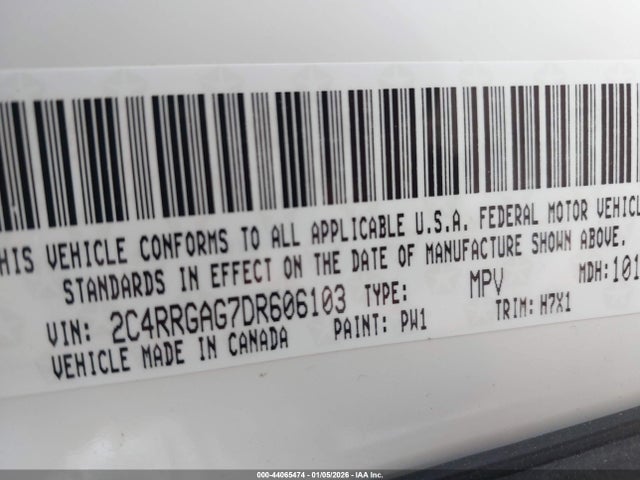 THIS VEHICLE CONFORMS TO ALL APPLICABLE U.S.A. FEDERAL MOTOR VEHICL
STANDARDS IN EFFECT ON THE DATE OF MANUFACTURE SHOWN ABOVE.
VIN: 2C4RRGAG7DR606103 TYPE: MPV MDH:101
VEHICLE MADE IN CANADA PAINT: PW1 TRIM: H7X1
000-44065474 | 01/05/2026 - IAA Inc.